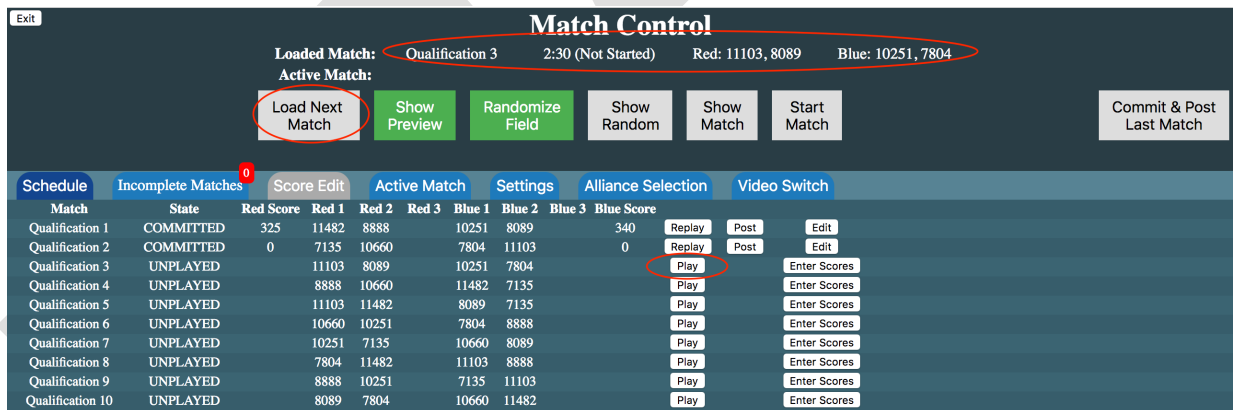 Exit
Match Control
Loaded Match: Qualification 3 2:30 (Not Started) Red: 11103, 8089 Blue: 10251, 7804
Active Match:
Load Next Match
Show Preview
Randomize Field
Show Random
Show Match
Start Match
Commit & Post Last Match
Schedule Incomplete Matches 0 Score Edit Active Match Settings Alliance Selection Video Switch
Match State Red Score Red 1 Red 2 Red 3 Blue 1 Blue 2 Blue 3 Blue Score
Qualification 1 COMMITTED 325 11482 8888 10251 8089 340 Replay Post Edit
Qualification 2 COMMITTED 0 7135 10660 7804 11103 0 Replay Post Edit
Qualification 3 UNPLAYED 11103 8089 10251 7804 Play Enter Scores
Qualification 4 UNPLAYED 8888 10660 11482 7135 Play Enter Scores
Qualification 5 UNPLAYED 11103 11482 8089 7135 Play Enter Scores
Qualification 6 UNPLAYED 10660 10251 7804 8888 Play Enter Scores
Qualification 7 UNPLAYED 10251 7135 10660 8089 Play Enter Scores
Qualification 8 UNPLAYED 7804 11482 11103 8888 Play Enter Scores
Qualification 9 UNPLAYED 8888 10251 7135 11103 Play Enter Scores
Qualification 10 UNPLAYED 8089 7804 10660 11482 Play Enter Scores